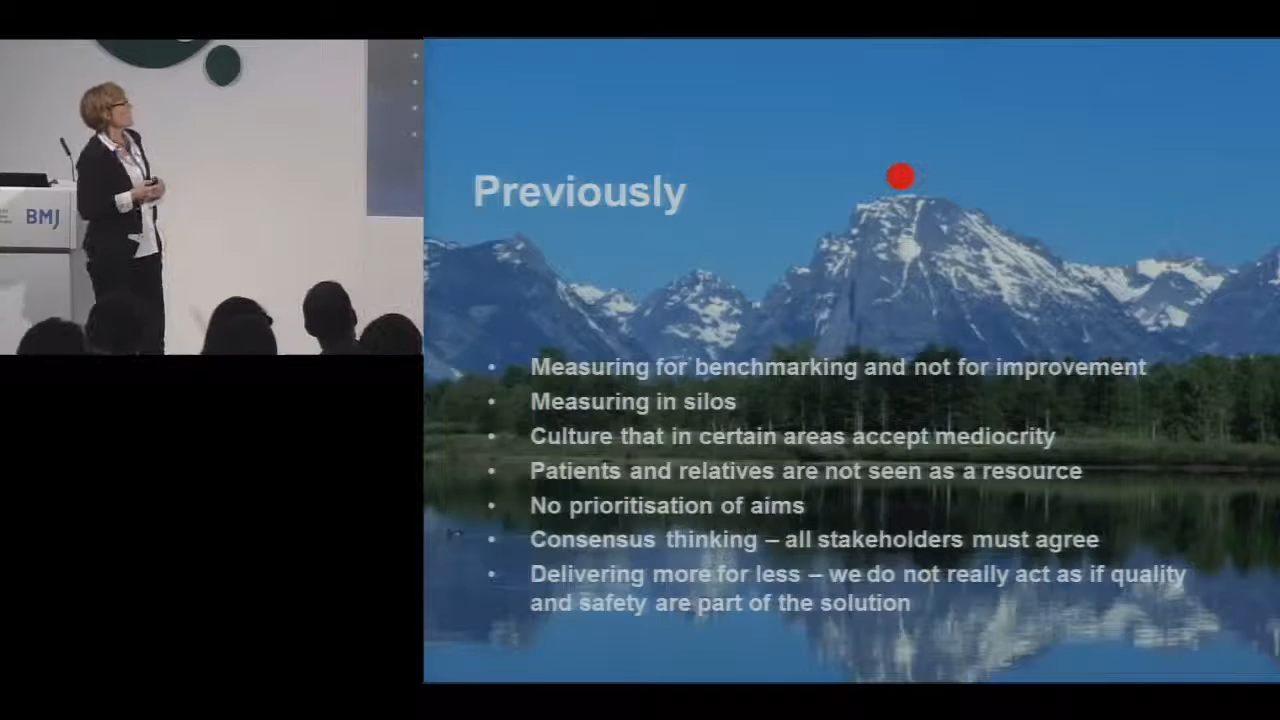 BMJ
Previously
• Measuring for benchmarking and not for improvement
• Measuring in silos
• Culture that in certain areas accept mediocrity
• Patients and relatives are not seen as a resource
• No prioritisation of aims
• Consensus thinking – all stakeholders must agree
• Delivering more for less – we do not really act as if quality
and safety are part of the solution